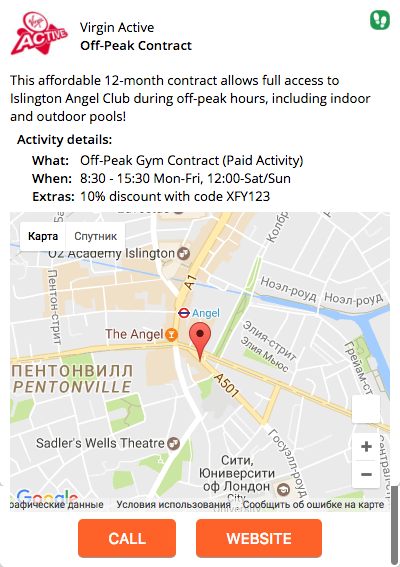 Virgin
ACTIVE
Virgin Active
Off-Peak Contract
This affordable 12-month contract allows full access to
Islington Angel Club during off-peak hours, including indoor
and outdoor pools!
Activity details:
What: Off-Peak Gym Contract (Paid Activity)
When: 8:30 - 15:30 Mon-Fri, 12:00-Sat/Sun
Extras: 10% discount with code XFY123
Карта Спутник
O2 Academy Islington
A1
Колбр
Ноэл-роуд
Ноэл-роуд
Пентон-стрит
Angel
The Angel
Элия-стрит
Элия Мьюс
Грейам-стрит
ПЕНТОНВИЛЛ
PENTONVILLE
A501
+
−
Sadler's Wells Theatre
Госуэлл-роуд
Сити,
Юниверсити
оф Лондон
City
University
Google
рафические данные Условия использования Сообщить об ошибке на карте
CALL WEBSITE